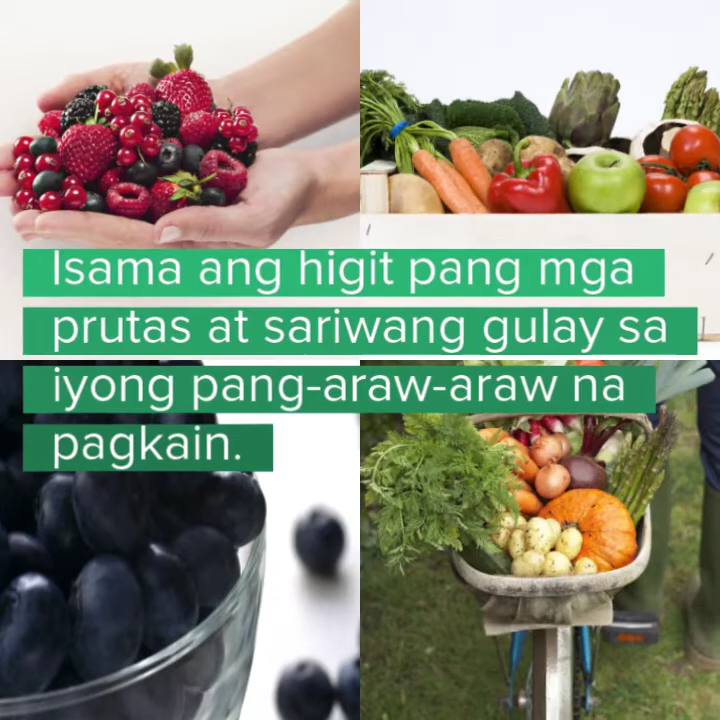 Isama ang higit pang mga
prutas at sariwang gulay sa
iyong pang-araw-araw na
pagkain.